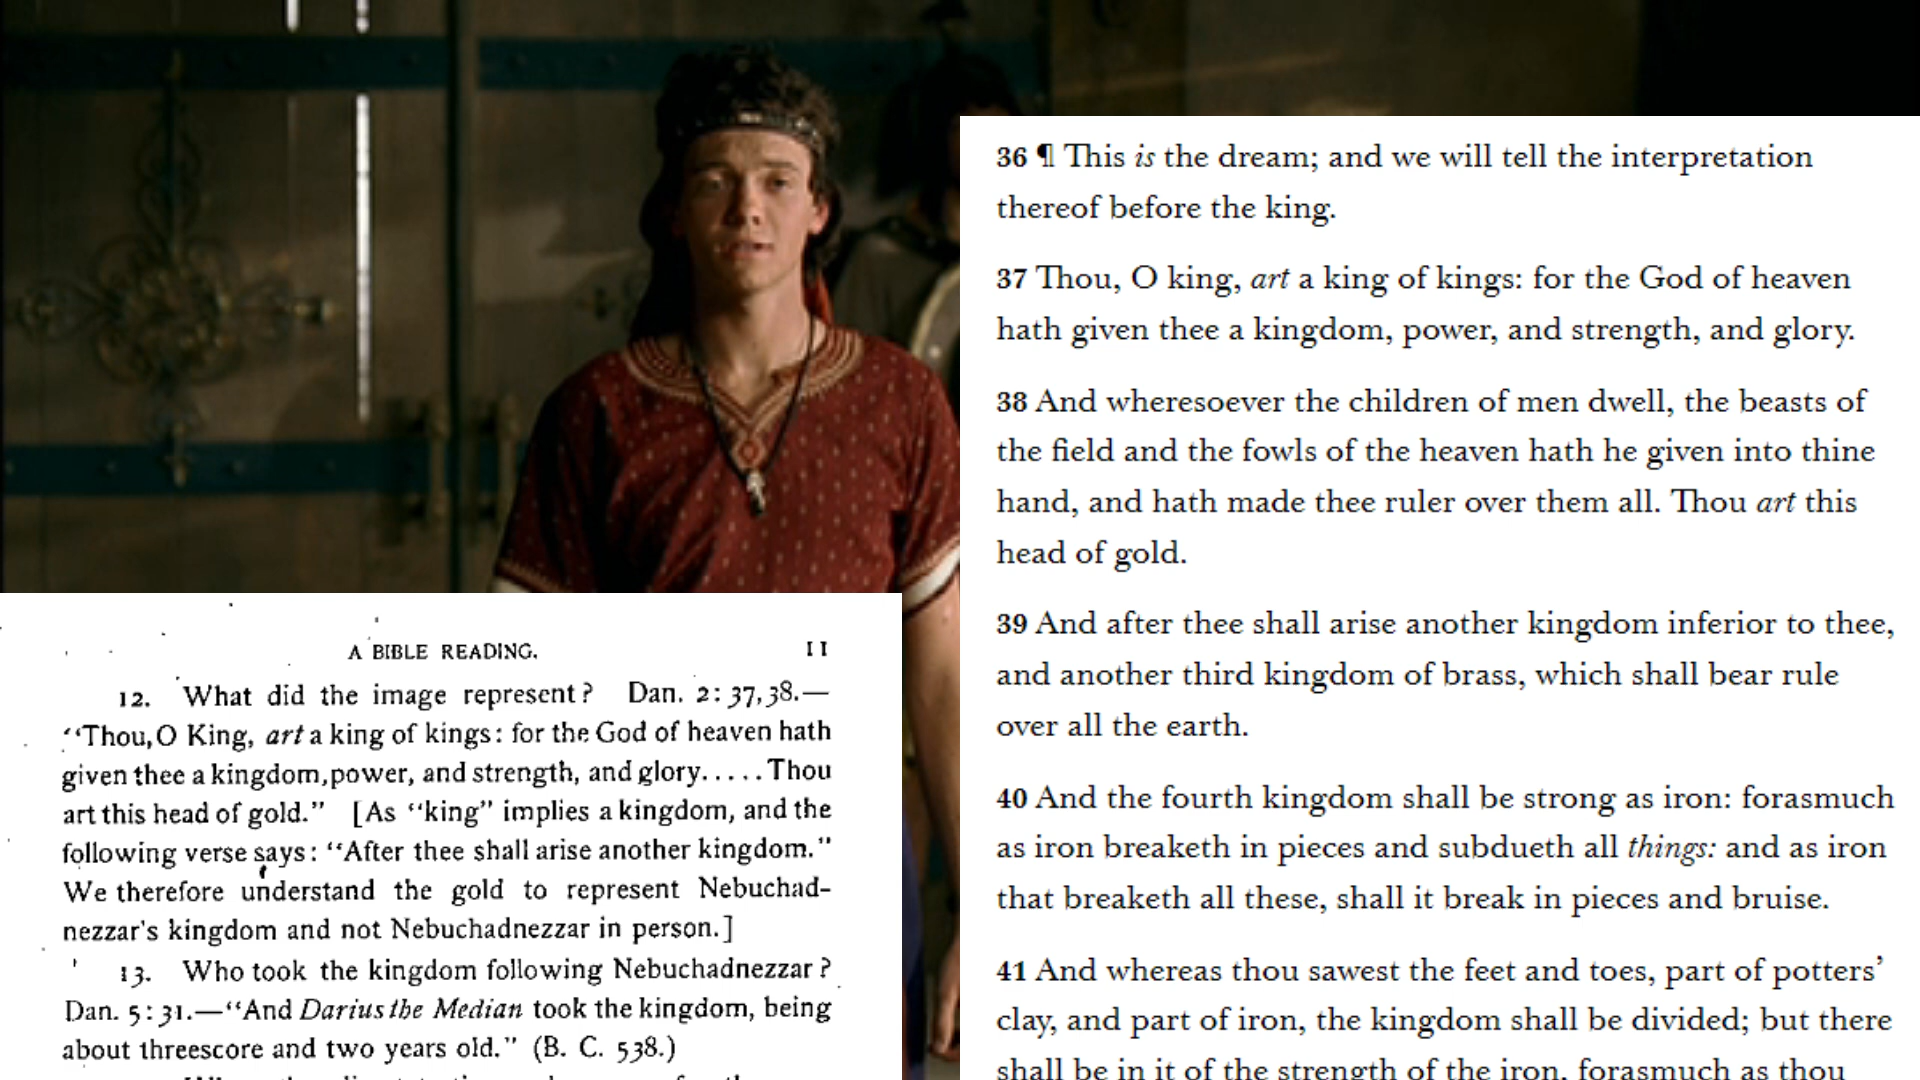 36 ¶ This is the dream; and we will tell the interpretation
thereof before the king.
37 Thou, O king, art a king of kings: for the God of heaven
hath given thee a kingdom, power, and strength, and glory.
38 And wheresoever the children of men dwell, the beasts of
the field and the fowls of the heaven hath he given into thine
hand, and hath made thee ruler over them all. Thou art this
head of gold.
39 And after thee shall arise another kingdom inferior to thee,
and another third kingdom of brass, which shall bear rule
over all the earth.
40 And the fourth kingdom shall be strong as iron: forasmuch
as iron breaketh in pieces and subdueth all things: and as iron
that breaketh all these, shall it break in pieces and bruise.
41 And whereas thou sawest the feet and toes, part of potters’
clay, and part of iron, the kingdom shall be divided; but there
shall be in it of the strength of the iron, forasmuch as thou
A BIBLE READING. 11
12. What did the image represent? Dan. 2:37,38.—
“Thou, O King, art a king of kings: for the God of heaven hath
given thee a kingdom, power, and strength, and glory.....Thou
art this head of gold.” [As “king” implies a kingdom, and the
following verse says: “After thee shall arise another kingdom.”
We therefore understand the gold to represent Nebuchad-
nezzar's kingdom and not Nebuchadnezzar in person.]
13. Who took the kingdom following Nebuchadnezzar?
Dan. 5:31.—“And Darius the Median took the kingdom, being
about threescore and two years old.” (B. C. 538.)